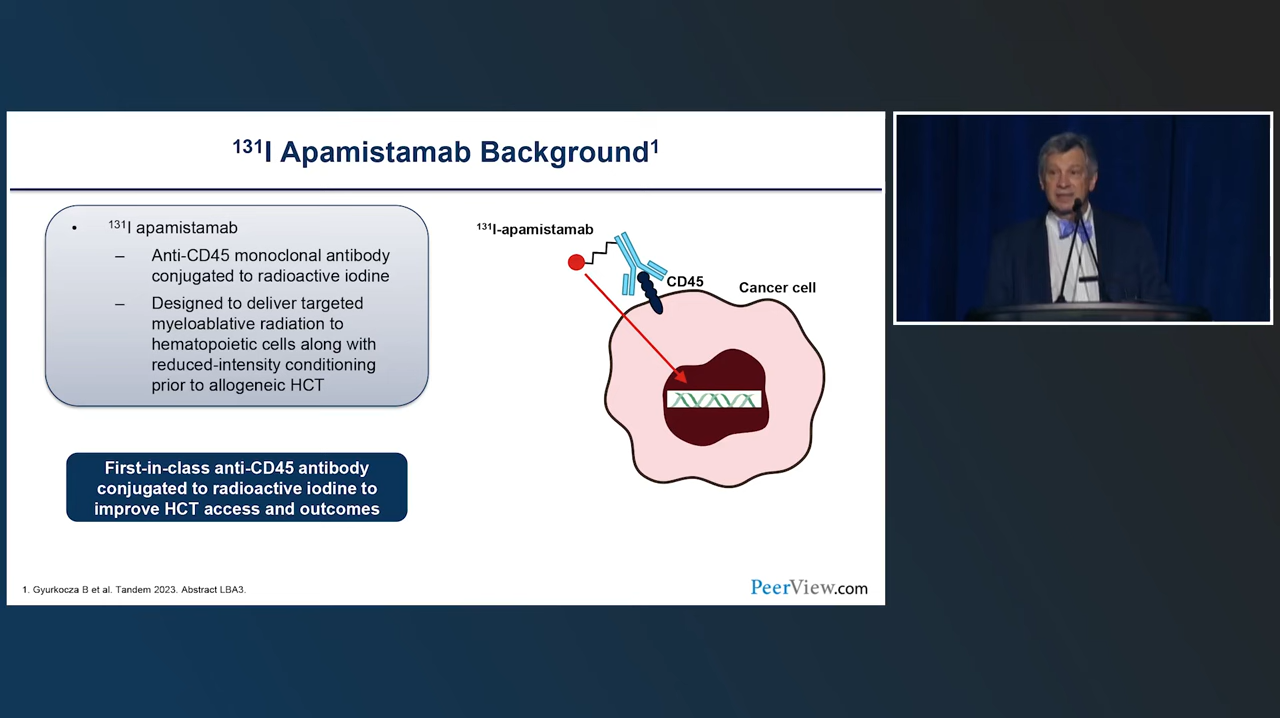 ¹³¹I Apamistamab Background¹
• ¹³¹I apamistamab
– Anti-CD45 monoclonal antibody
conjugated to radioactive iodine
– Designed to deliver targeted
myeloablative radiation to
hematopoietic cells along with
reduced-intensity conditioning
prior to allogeneic HCT
First-in-class anti-CD45 antibody
conjugated to radioactive iodine to
improve HCT access and outcomes
¹³¹I-apamistamab
CD45
Cancer cell
1. Gyurkocza B et al. Tandem 2023. Abstract LBA3.
PeerView.com